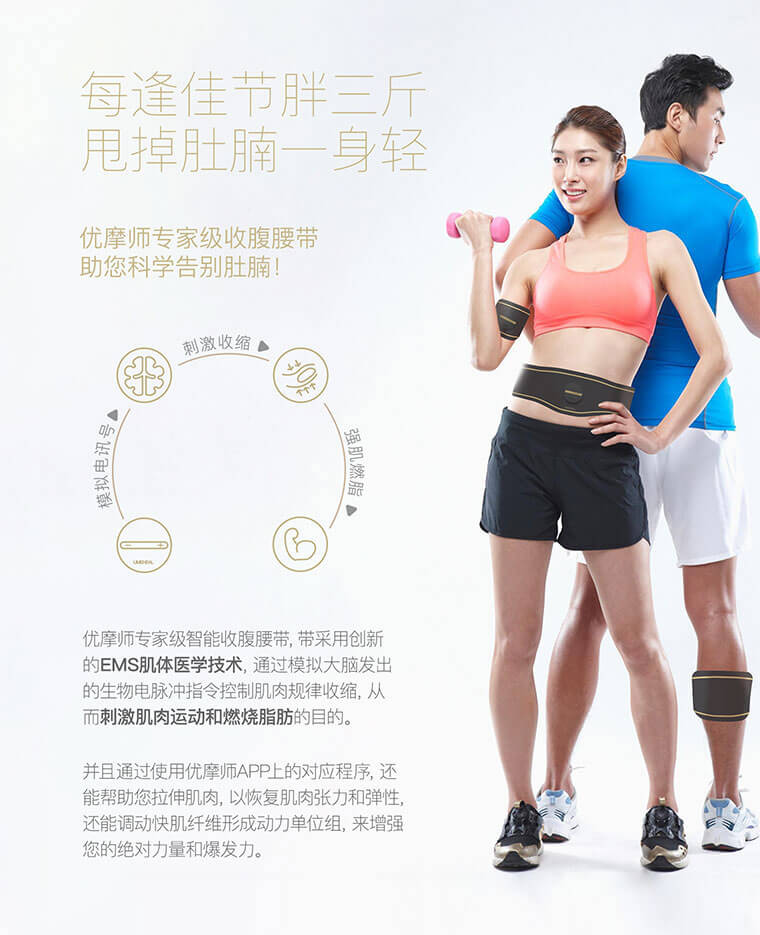 每逢佳节胖三斤
甩掉肚腩一身轻
优摩师专家级收腹腰带
助您科学告别肚腩!
刺激收缩
模拟电讯号
强肌燃脂
优摩师专家级智能收腹腰带, 带采用创新
的EMS肌体医学技术, 通过模拟大脑发出
的生物电脉冲指令控制肌肉规律收缩, 从
而刺激肌肉运动和燃烧脂肪的目的。
并且通过使用优摩师APP上的对应程序, 还
能帮助您拉伸肌肉, 以恢复肌肉张力和弹性,
还能调动快肌纤维形成动力单位组, 来增强
您的绝对力量和爆发力。